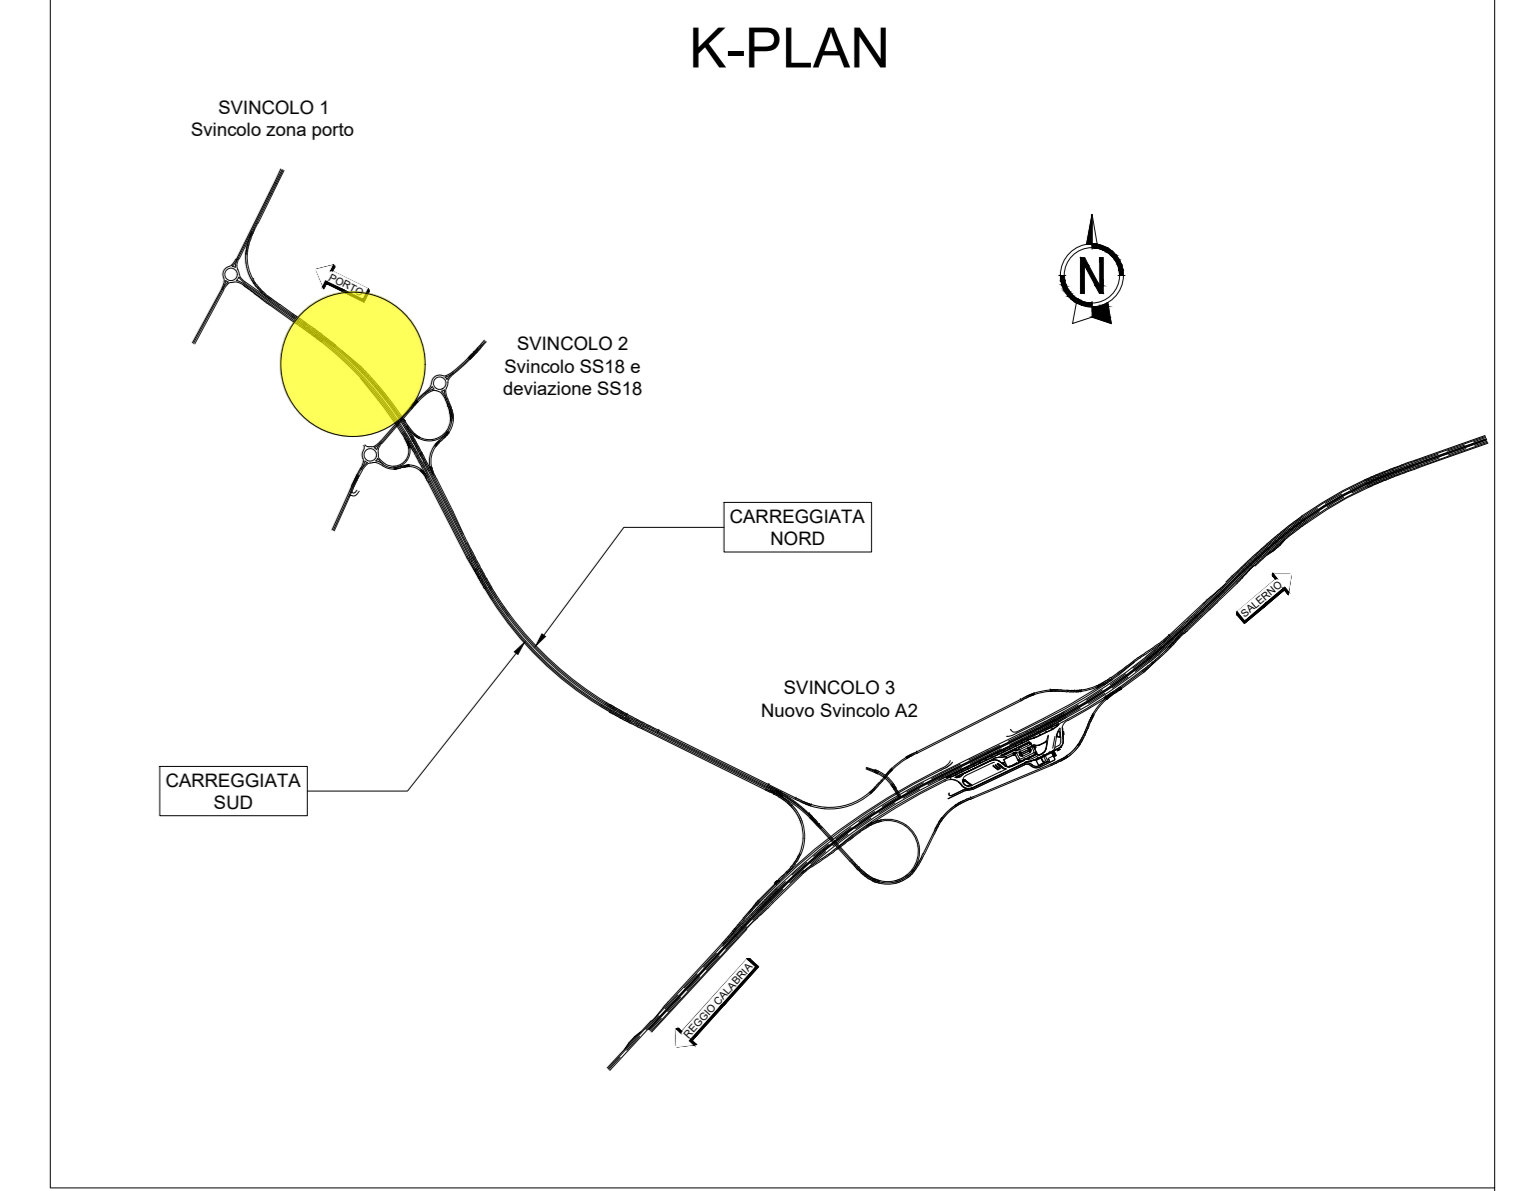 K-PLAN
SVINCOLO 1
Svincolo zona porto
PORTO
N
SVINCOLO 2
Svincolo SS18 e
deviazione SS18
CARREGGIATA
NORD
SALERNO
SVINCOLO 3
Nuovo Svincolo A2
CARREGGIATA
SUD
REGGIO CALABRIA